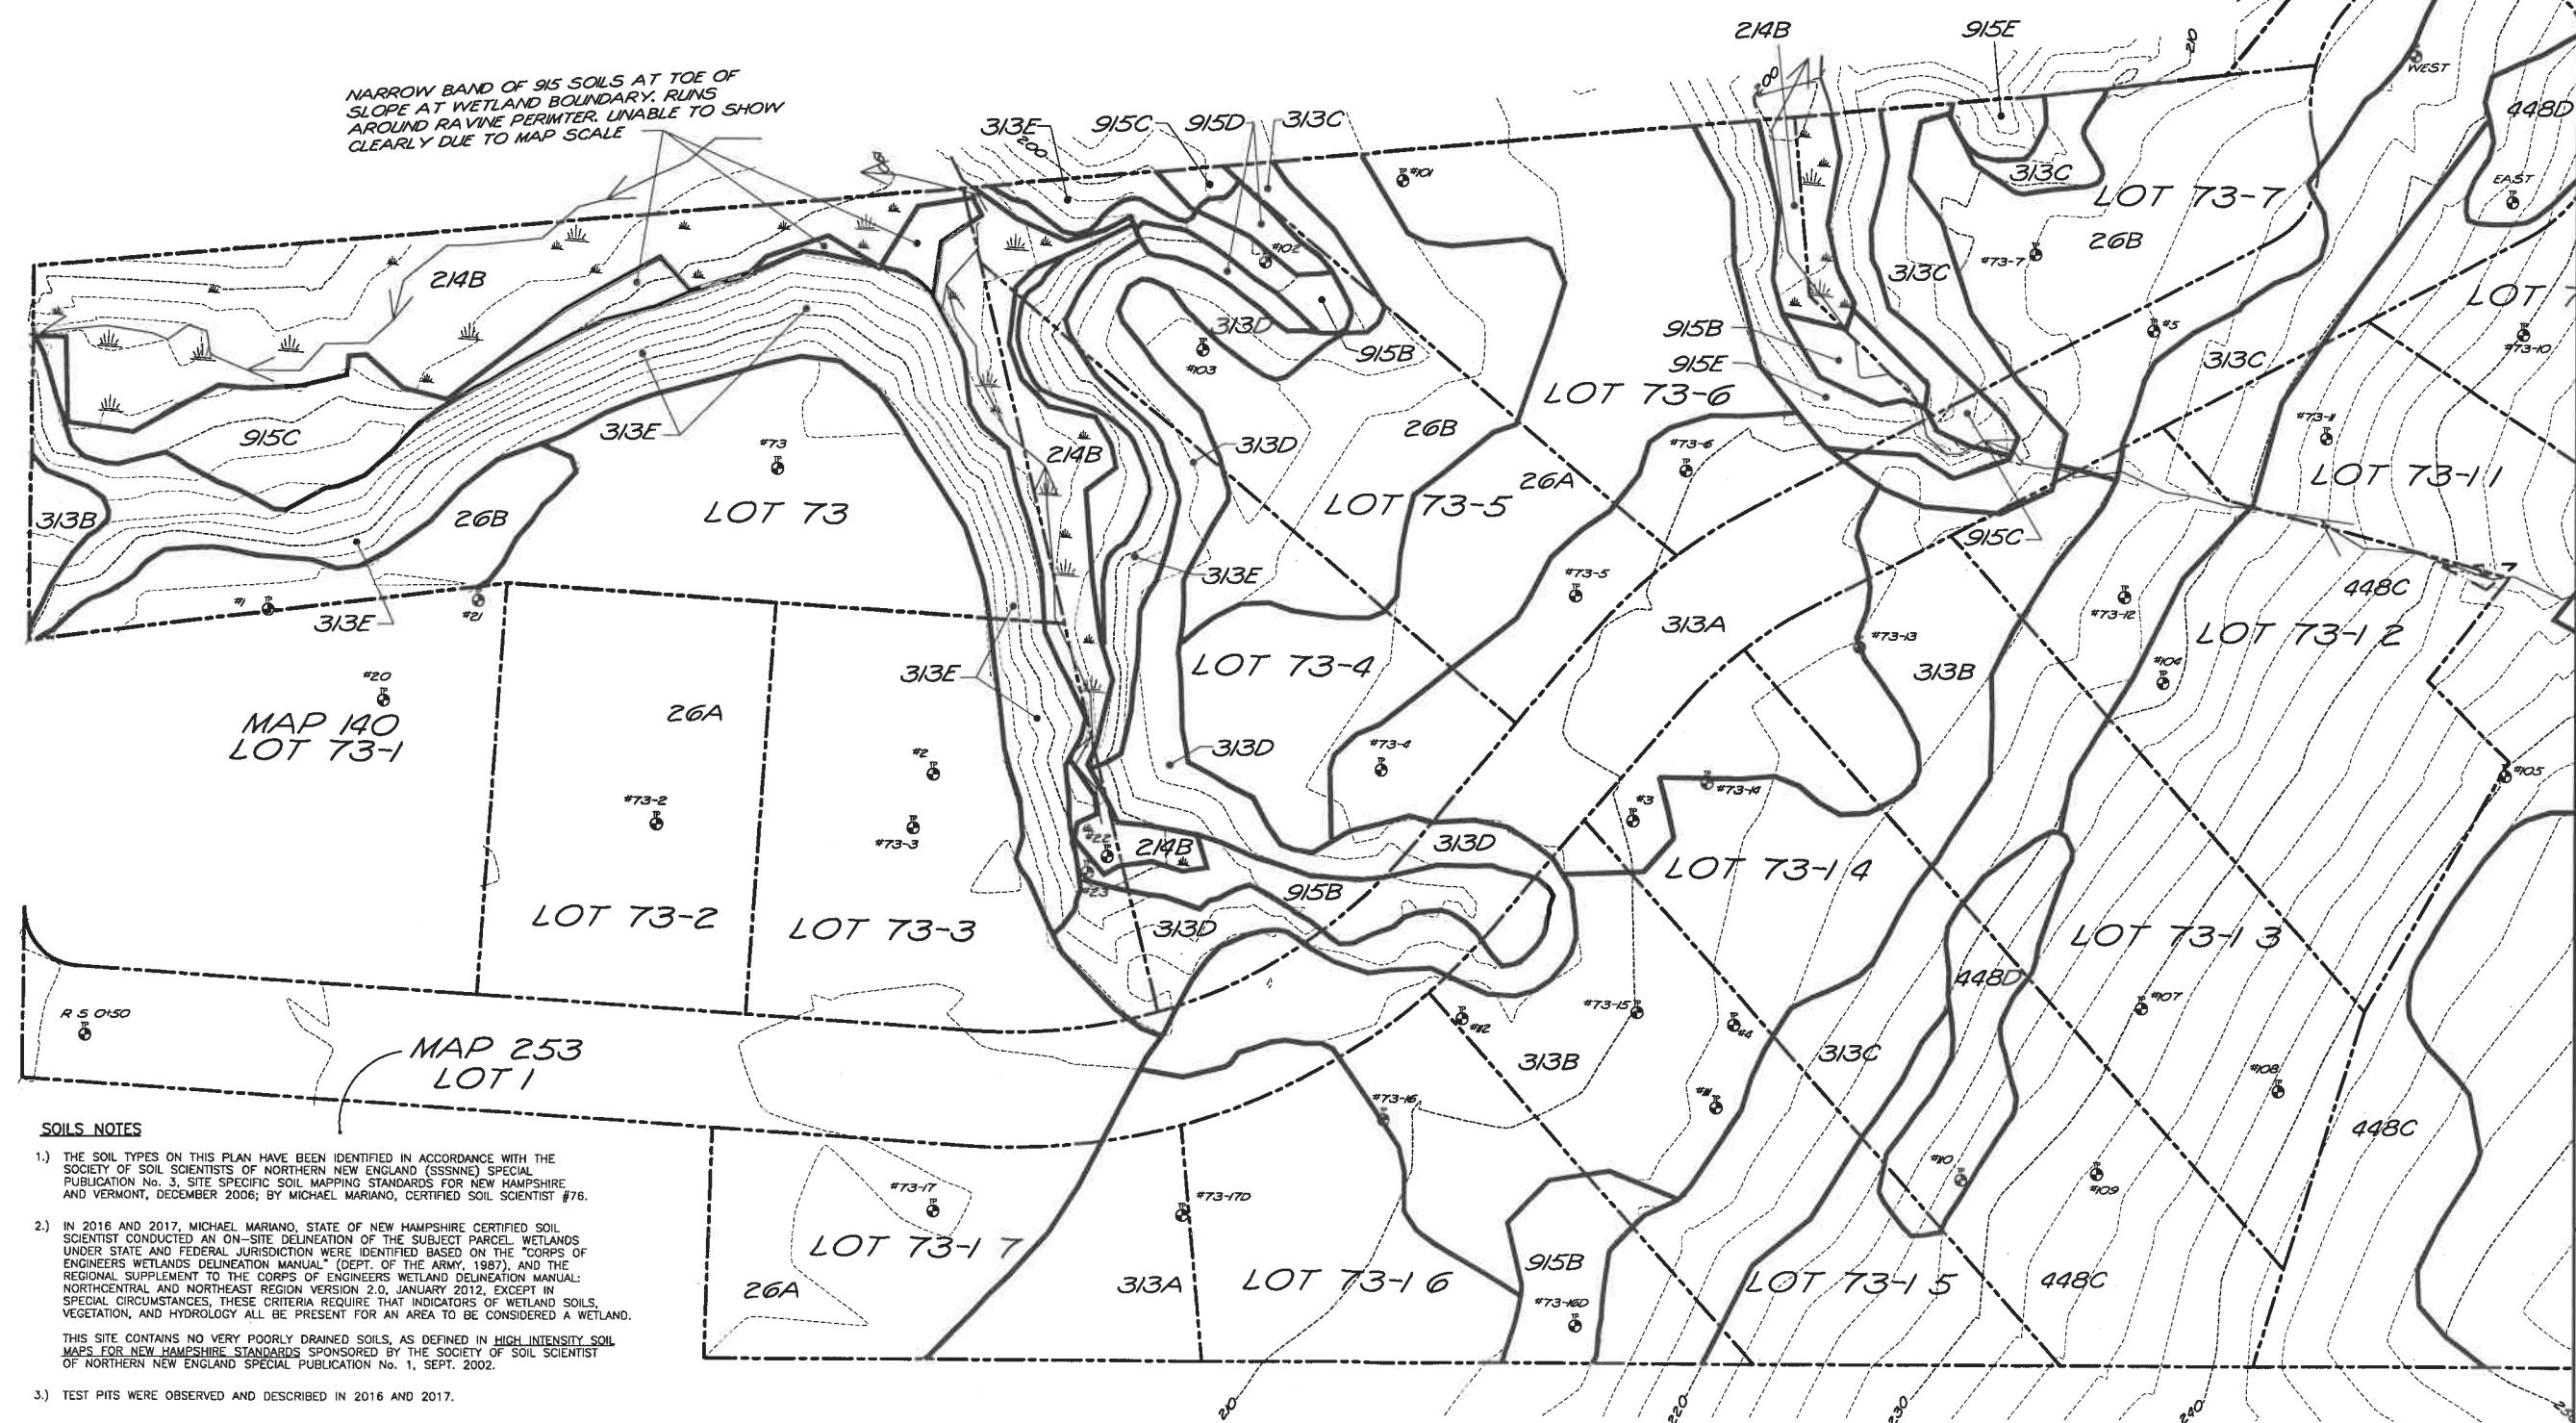 214B
915E
210
200
WEST
448D
NARROW BAND OF 915 SOILS AT TOE OF
SLOPE AT WETLAND BOUNDARY. RUNS
AROUND RAVINE PERIMTER. UNABLE TO SHOW
CLEARLY DUE TO MAP SCALE
313E
915C
915D
313C
200
#101
313C
LOT 73-7
EAST
26B
#102
#73-7
313C
214B
LOT 7
313D
915B
915B
#5
#103
915E
313C
#73-10
LOT 73-6
915C
313E
#73
313D
26B
#73-6
#73-11
214B
LOT 73-11
313B
26B
LOT 73
LOT 73-5
26A
915C
313E
#73-5
448C
#1
#21
313E
#73-12
313A
#73-13
LOT 73-12
#20
313E
LOT 73-4
313B
#104
26A
MAP 140
LOT 73-1
#2
313D
#73-4
#105
#73-2
#73-3
#3
#73-14
#22
214B
313D
LOT 73-14
#23
915B
LOT 73-2
LOT 73-3
313D
LOT 73-13
448D
R S 0+50
#112
#73-15
#4
#107
MAP 253
LOT 1
313B
313C
#108
#73-16
#11
448C
SOILS NOTES
1.) THE SOIL TYPES ON THIS PLAN HAVE BEEN IDENTIFIED IN ACCORDANCE WITH THE
SOCIETY OF SOIL SCIENTISTS OF NORTHERN NEW ENGLAND (SSSNNE) SPECIAL
PUBLICATION No. 3, SITE SPECIFIC SOIL MAPPING STANDARDS FOR NEW HAMPSHIRE
AND VERMONT, DECEMBER 2006; BY MICHAEL MARIANO, CERTIFIED SOIL SCIENTIST #76.
#73-17
#73-17D
#110
#109
2.) IN 2016 AND 2017, MICHAEL MARIANO, STATE OF NEW HAMPSHIRE CERTIFIED SOIL
SCIENTIST CONDUCTED AN ON-SITE DELINEATION OF THE SUBJECT PARCEL. WETLANDS
UNDER STATE AND FEDERAL JURISDICTION WERE IDENTIFIED BASED ON THE "CORPS OF
ENGINEERS WETLANDS DELINEATION MANUAL" (DEPT. OF THE ARMY, 1987), AND THE
REGIONAL SUPPLEMENT TO THE CORPS OF ENGINEERS WETLAND DELINEATION MANUAL:
NORTHCENTRAL AND NORTHEAST REGION VERSION 2.0, JANUARY 2012, EXCEPT IN
SPECIAL CIRCUMSTANCES, THESE CRITERIA REQUIRE THAT INDICATORS OF WETLAND SOILS,
VEGETATION, AND HYDROLOGY ALL BE PRESENT FOR AN AREA TO BE CONSIDERED A WETLAND.
THIS SITE CONTAINS NO VERY POORLY DRAINED SOILS, AS DEFINED IN HIGH INTENSITY SOIL
MAPS FOR NEW HAMPSHIRE STANDARDS SPONSORED BY THE SOCIETY OF SOIL SCIENTIST
OF NORTHERN NEW ENGLAND SPECIAL PUBLICATION No. 1, SEPT. 2002.
3.) TEST PITS WERE OBSERVED AND DESCRIBED IN 2016 AND 2017.
LOT 73-17
26A
313A
LOT 73-16
915B
#73-16D
LOT 73-15
448C
210
220
230
240